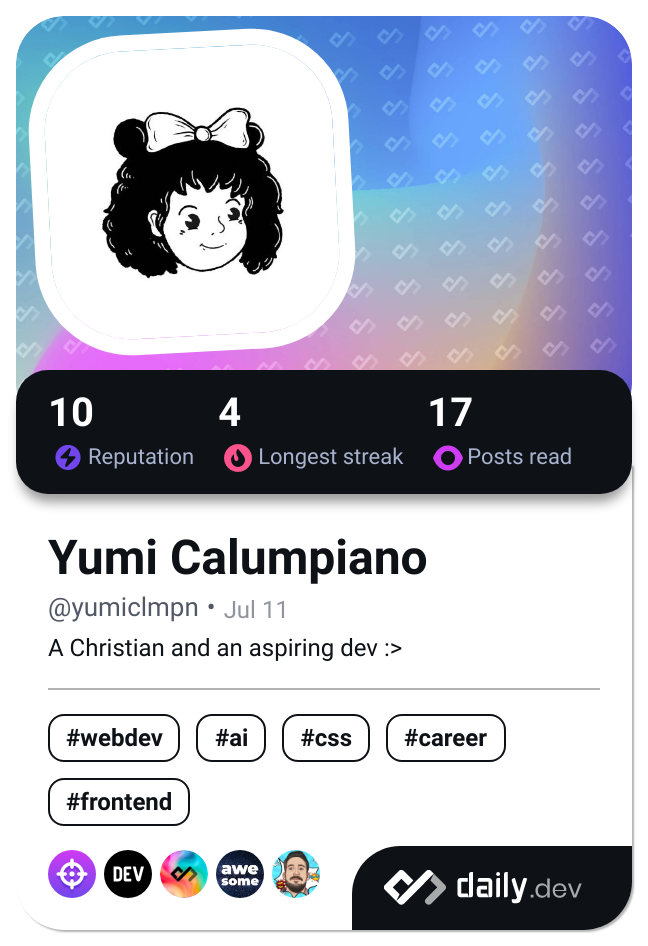 10 4 17
Reputation Longest streak Posts read
Yumi Calumpiano
@yumiclmpn • Jul 11
A Christian and an aspiring dev :>
#webdev #ai #css #career
#frontend
DEV awe some
daily.dev